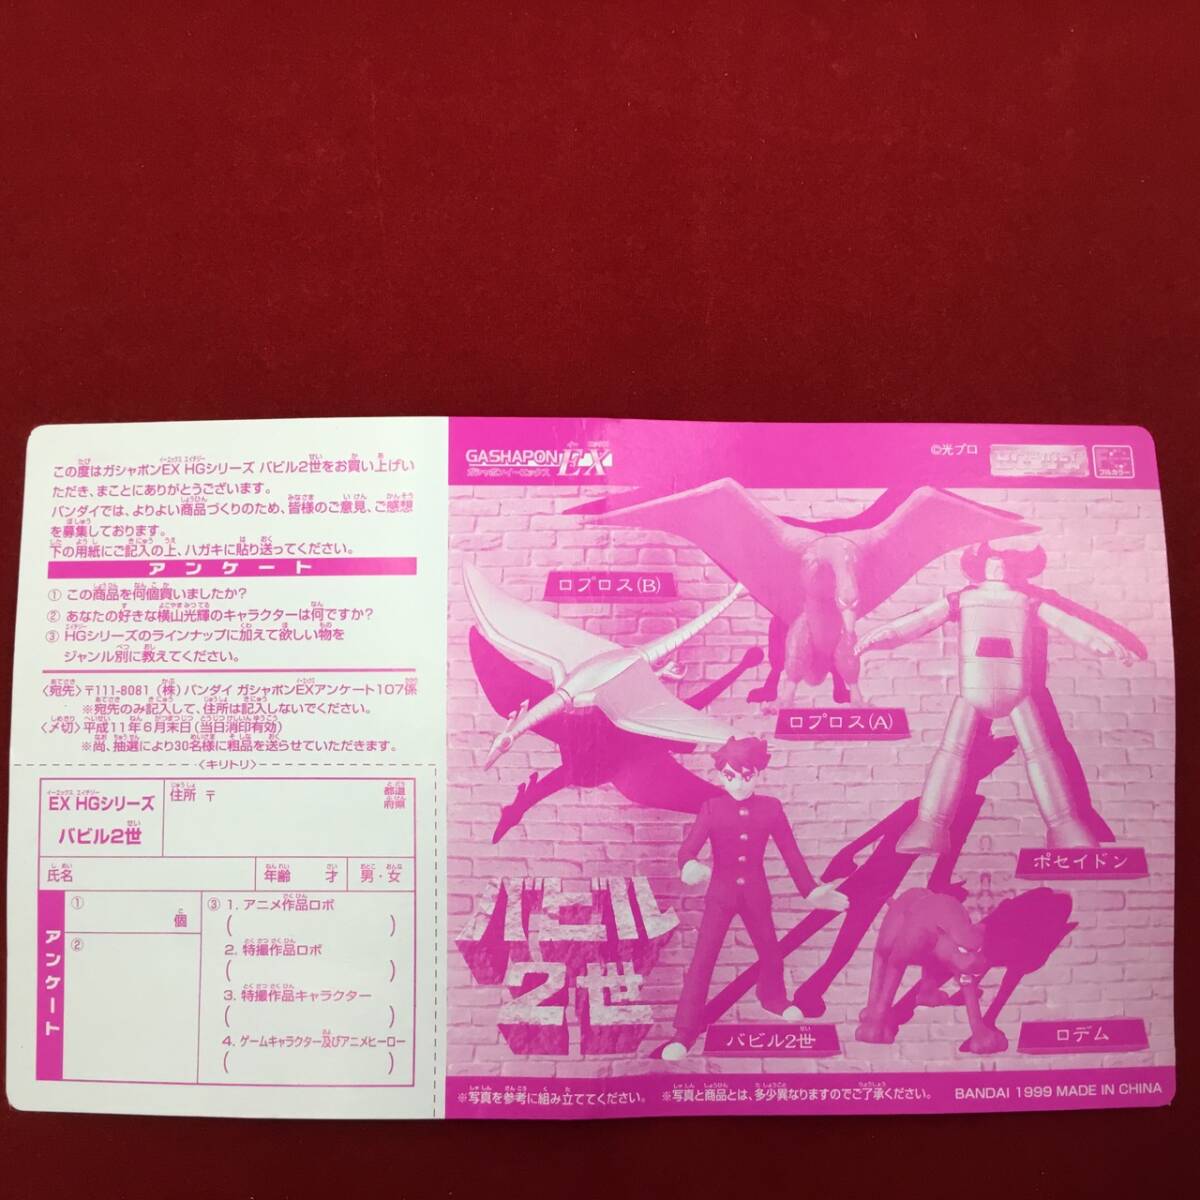 この度はガシャポンEX HGシリーズ バビル2世をお買い上げい
ただき、まことにありがとうございます。
バンダイでは、よりよい商品づくりのため、皆様のご意見、ご感想
を募集しております。
下の用紙にご記入の上、ハガキに貼り送ってください。
アンケート
① この商品を何個買いましたか?
② あなたの好きな横山光輝のキャラクターは何ですか?
③ HGシリーズのラインナップに加えて欲しい物を
ジャンル別に教えてください。
〈宛先〉〒111-8081 (株) バンダイ ガシャポンEXアンケート107係
※宛先のみ記入して、住所は記入しないでください。
〈〆切〉平成11年6月末日 (当日消印有効)
※尚、抽選により30名様に粗品を送らせていただきます。
〈キリトリ〉
EX HGシリーズ
バビル2世
住所 〒
都道
府県
氏名
年齢 才
男・女
アンケート
① 個
②
③ 1. アニメ作品ロボ
( )
2. 特撮作品ロボ
( )
3. 特撮作品キャラクター
( )
4. ゲームキャラクター及びアニメヒーロー
( )
GASHAPON EX
ガシャポンイーエックス
©光プロ
フルカラー
ロプロス(B)
ロプロス(A)
ポセイドン
バビル2世
バビル2世
ロデム
※写真を参考に組み立ててください。 ※写真と商品とは、多少異なりますのでご了承ください。 BANDAI 1999 MADE IN CHINA